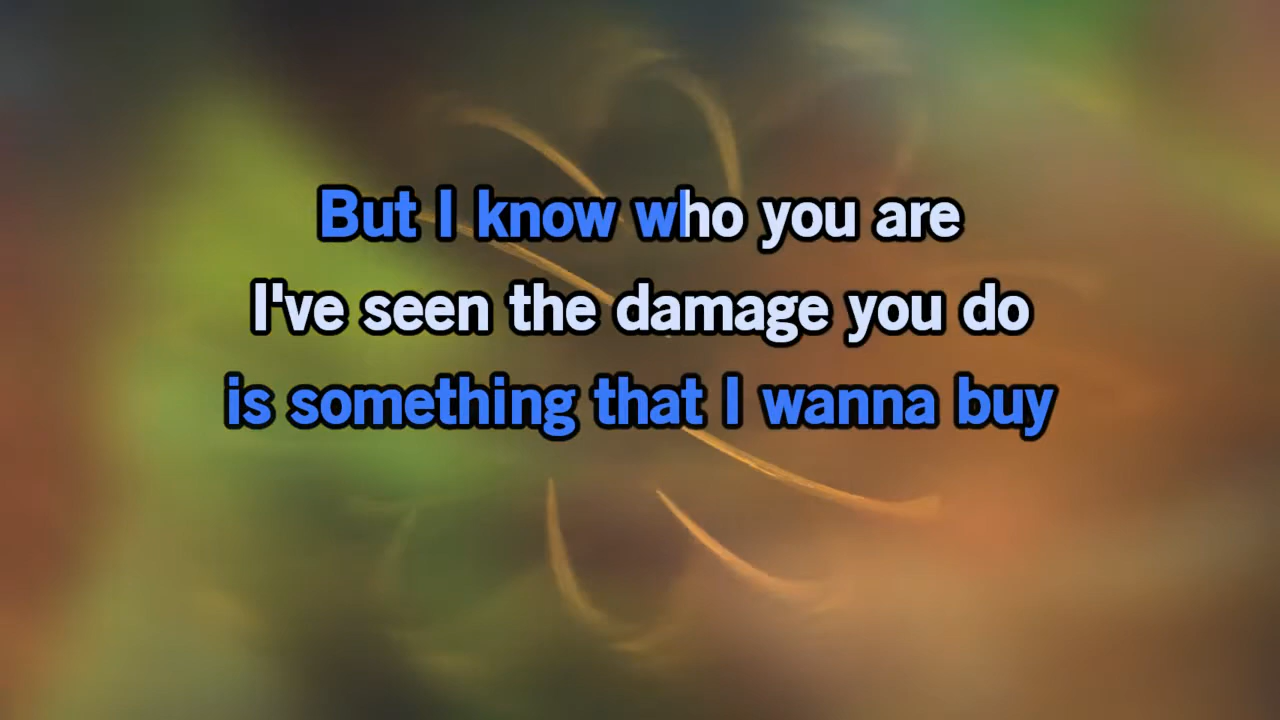 But I know who you are
I've seen the damage you do
is something that I wanna buy